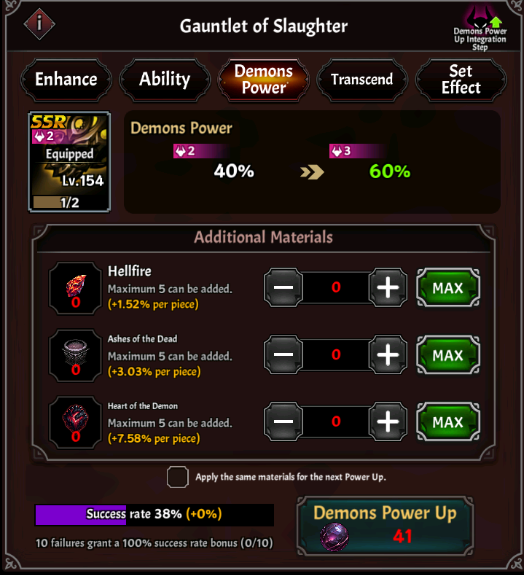 i
Gauntlet of Slaughter
Demons Power
Up Integration
Step
Enhance
Ability
Demons
Power
Transcend
Set
Effect
SSR
2
Equipped
Lv.154
1/2
Demons Power
2
3
40%
60%
Additional Materials
Hellfire
Maximum 5 can be added.
(+1.52% per piece)
0
0
MAX
Ashes of the Dead
Maximum 5 can be added.
(+3.03% per piece)
0
0
MAX
Heart of the Demon
Maximum 5 can be added.
(+7.58% per piece)
0
0
MAX
Apply the same materials for the next Power Up.
Success rate 38% (+0%)
10 failures grant a 100% success rate bonus (0/10)
Demons Power Up
41